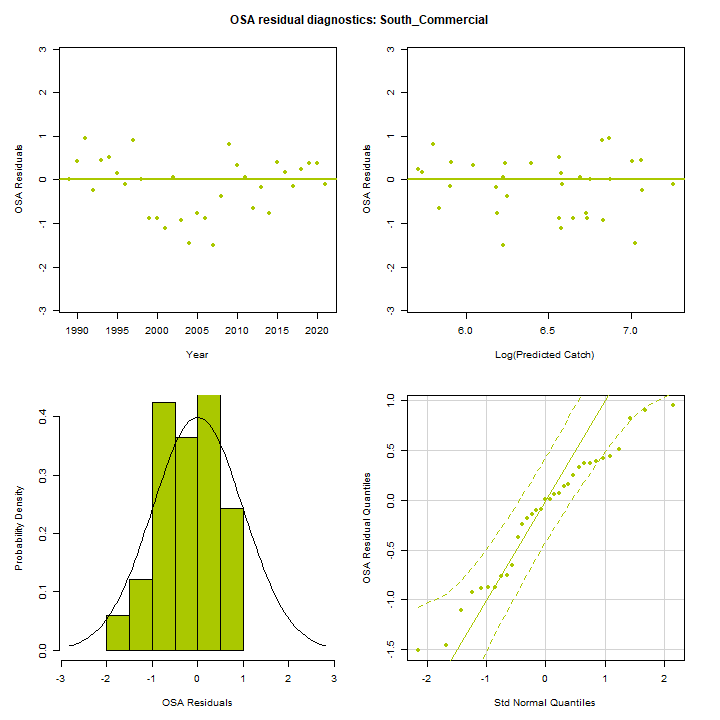 OSA residual diagnostics: South_Commercial
OSA Residuals
3
2
1
0
-1
-2
-3
1990 1995 2000 2005 2010 2015 2020
Year
OSA Residuals
3
2
1
0
-1
-2
-3
6.0 6.5 7.0
Log(Predicted Catch)
Probability Density
0.4
0.3
0.2
0.1
0.0
-3 -2 -1 0 1 2 3
OSA Residuals
OSA Residual Quantiles
1.0
0.5
0.0
-0.5
-1.0
-1.5
-2 -1 0 1 2
Std Normal Quantiles